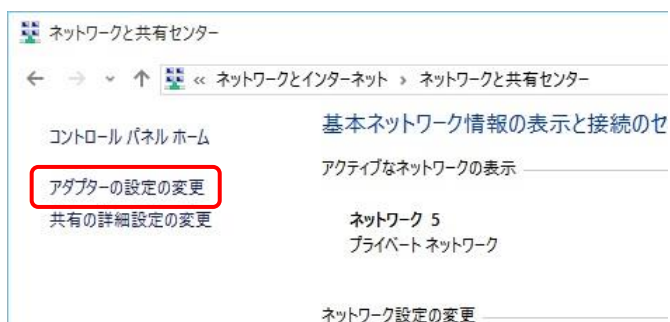 ネットワークと共有センター
« ネットワークとインターネット › ネットワークと共有センター
コントロール パネル ホーム
アダプターの設定の変更
共有の詳細設定の変更
基本ネットワーク情報の表示と接続のセ
アクティブなネットワークの表示
ネットワーク 5
プライベート ネットワーク
ネットワーク設定の変更